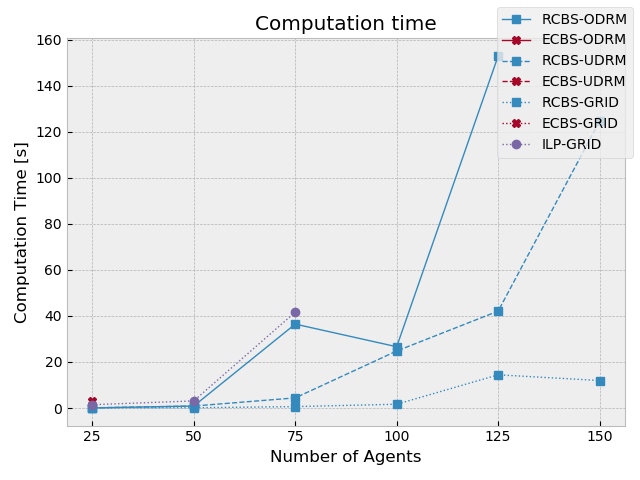 Computation time
RCBS-ODRM
ECBS-ODRM
RCBS-UDRM
ECBS-UDRM
RCBS-GRID
ECBS-GRID
ILP-GRID
Computation Time [s]
160
140
120
100
80
60
40
20
0
25 50 75 100 125 150
Number of Agents